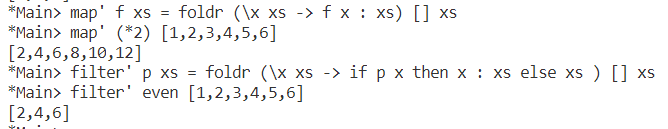 *Main> map' f xs = foldr (\x xs -> f x : xs) [] xs
*Main> map' (*2) [1,2,3,4,5,6]
[2,4,6,8,10,12]
*Main> filter' p xs = foldr (\x xs -> if p x then x : xs else xs ) [] xs
*Main> filter' even [1,2,3,4,5,6]
[2,4,6]